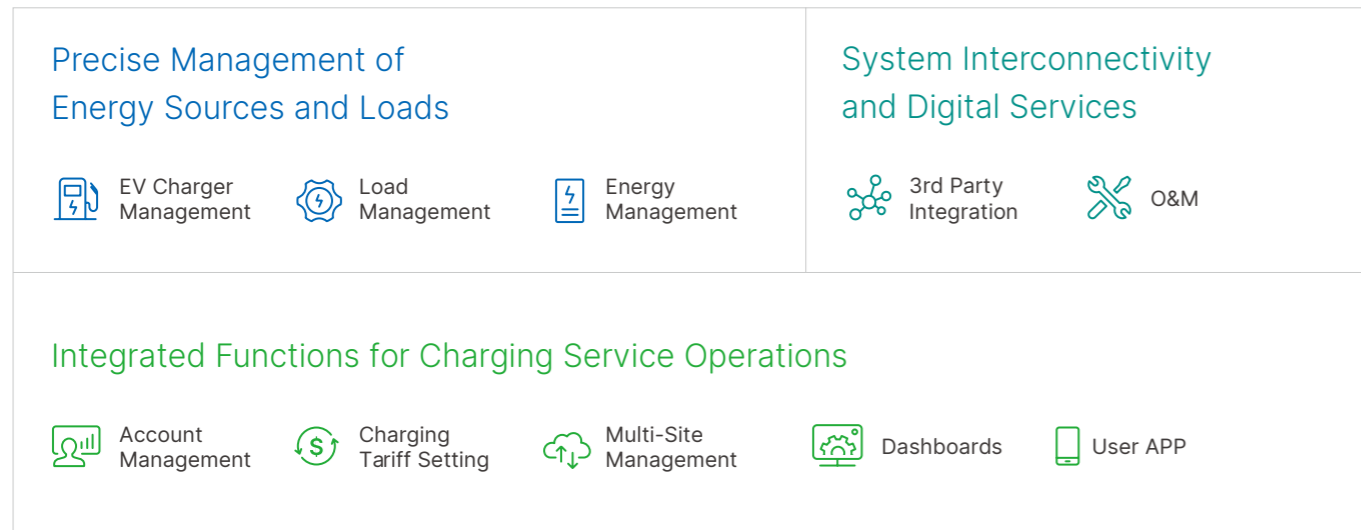 Precise Management of
Energy Sources and Loads
EV Charger
Management
Load
Management
Energy
Management
System Interconnectivity
and Digital Services
3rd Party
Integration
O&M
Integrated Functions for Charging Service Operations
Account
Management
$
Charging
Tariff Setting
Multi-Site
Management
Dashboards
User APP